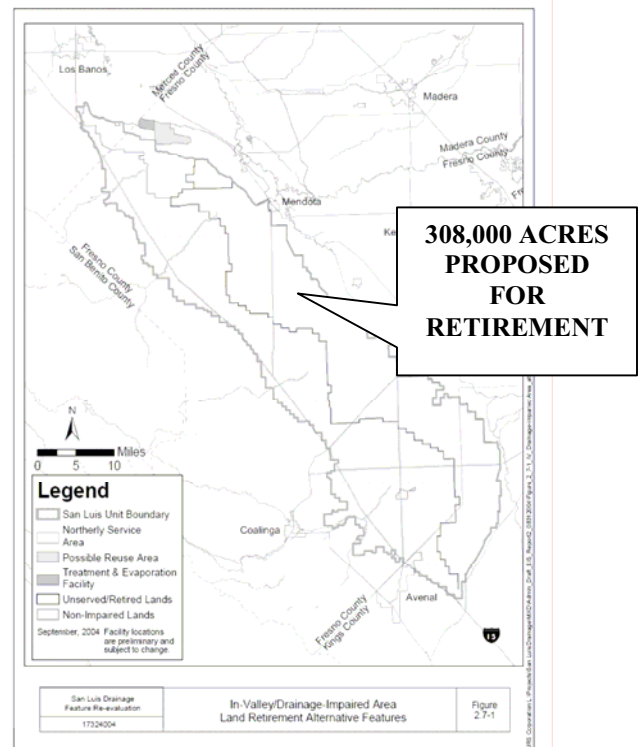 Los Banos
Merced County
Fresno County
Madera
Madera County
Fresno County
Mendota
308,000 ACRES
PROPOSED
FOR
RETIREMENT
Fresno County
San Benito County
N
Miles
0 5 10
Legend
San Luis Unit Boundary
Northerly Service
Area
Possible Reuse Area
Treatment & Evaporation
Facility
Unserved/Retired Lands
Non-Impaired Lands
September, 2004 Facility locations
are preliminary and
subject to change.
Coalinga
Avenal
Fresno County
Kings County
San Luis Drainage
Feature Re-evaluation
17324004
In-Valley/Drainage-Impaired Area
Land Retirement Alternative Features
Figure
2.7-1